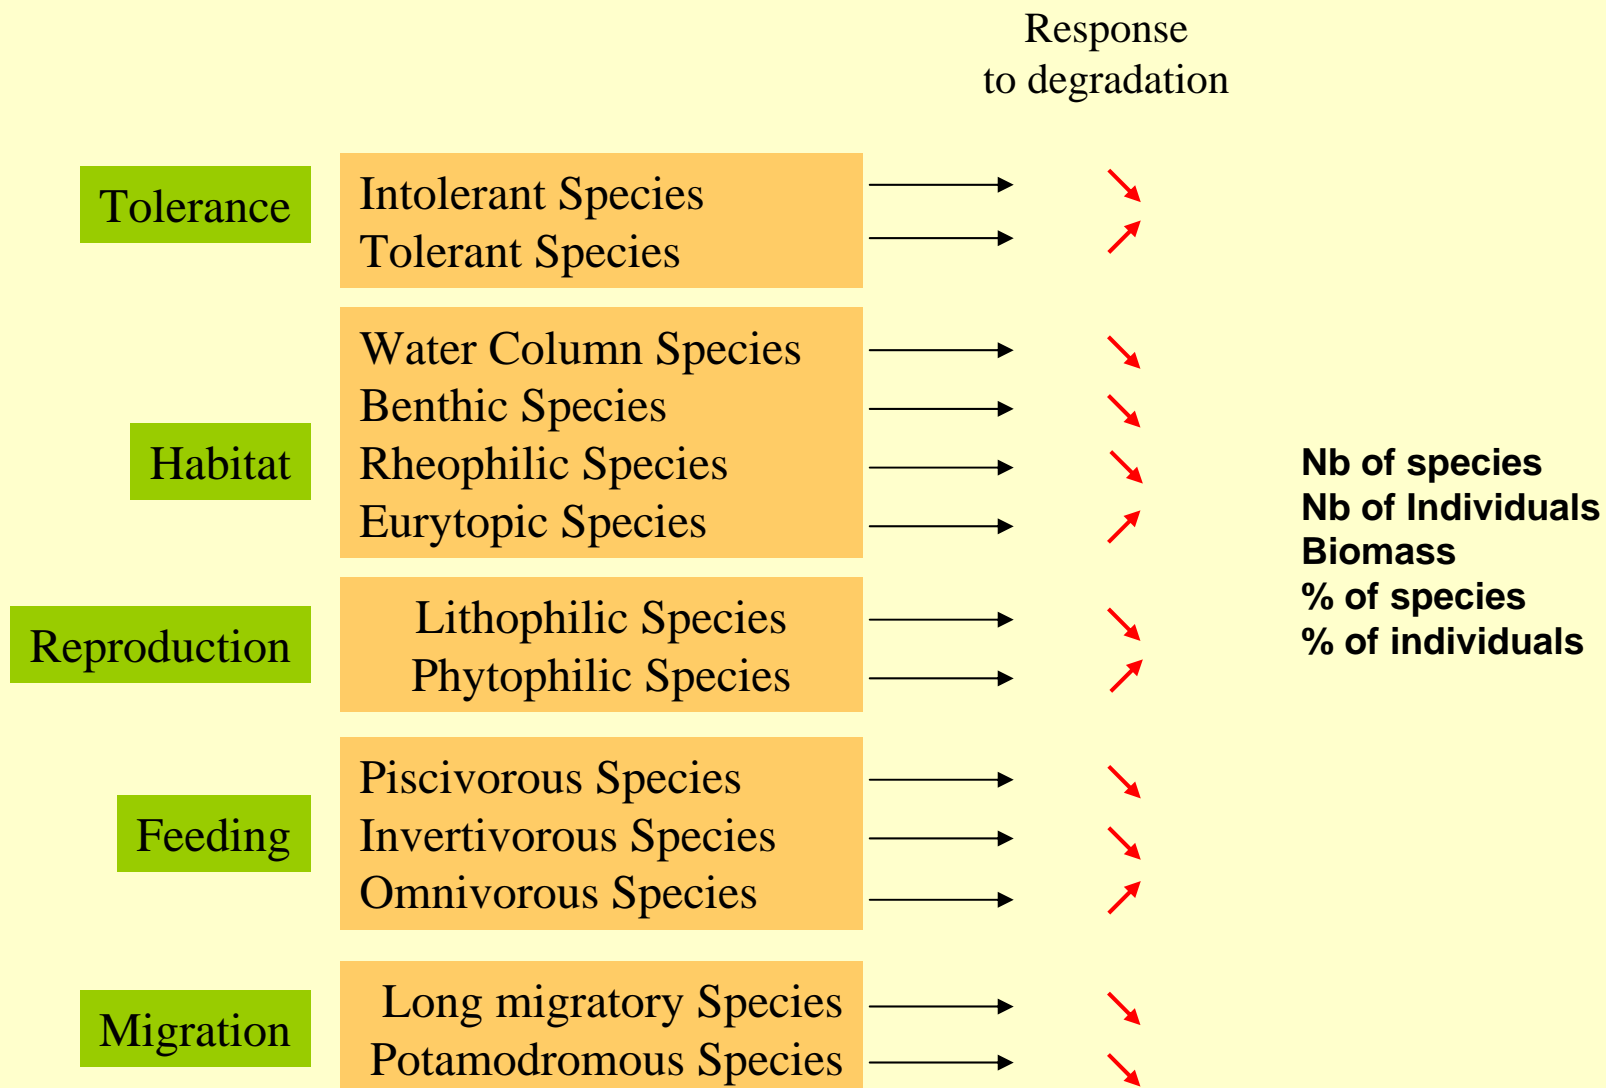 Response
to degradation
Tolerance
Intolerant Species
Tolerant Species
Habitat
Water Column Species
Benthic Species
Rheophilic Species
Eurytopic Species
Reproduction
Lithophilic Species
Phytophilic Species
Feeding
Piscivorous Species
Invertivorous Species
Omnivorous Species
Migration
Long migratory Species
Potamodromous Species
Nb of species
Nb of Individuals
Biomass
% of species
% of individuals